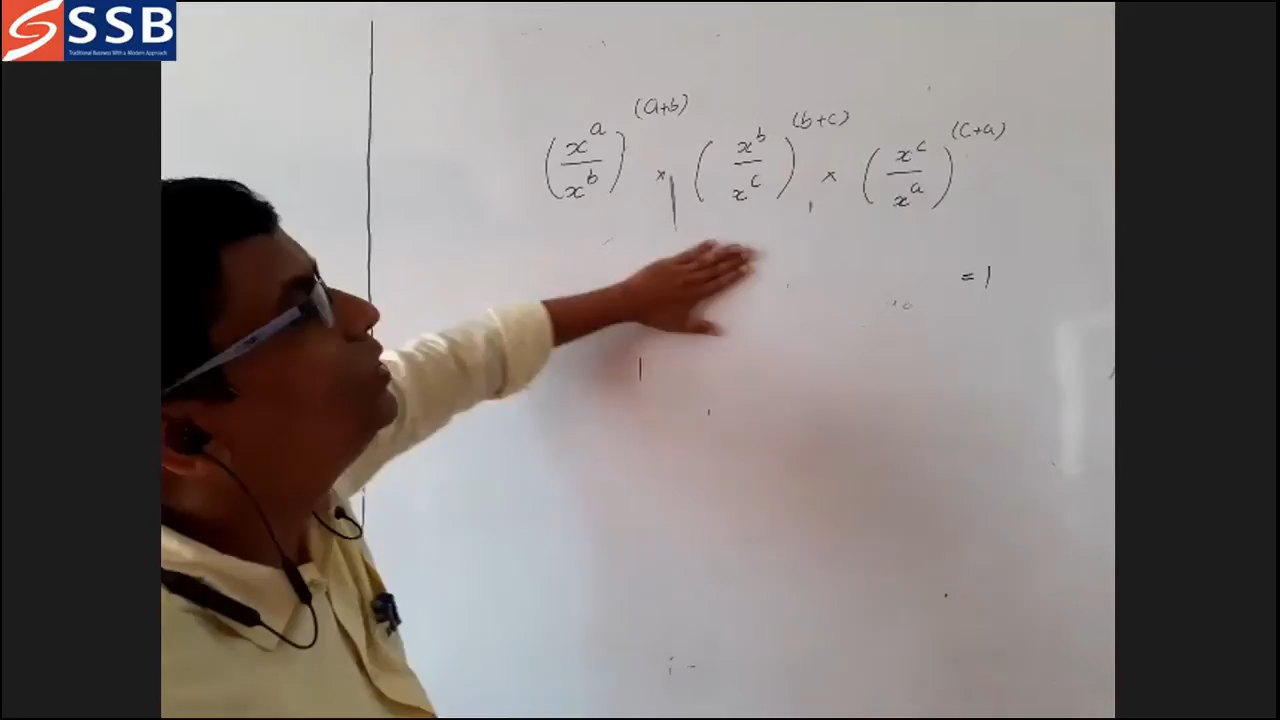 SSB
Traditional Business With a Modern Approach
(x^a/x^b)^(a+b) × (x^b/x^c)^(b+c) × (x^c/x^a)^(c+a)
= 1